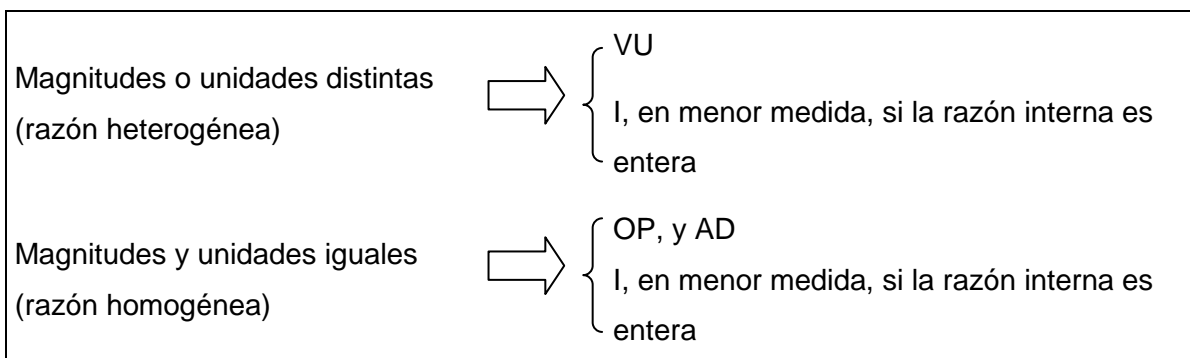 Magnitudes o unidades distintas
(razón heterogénea)
VU
I, en menor medida, si la razón interna es
entera
Magnitudes y unidades iguales
(razón homogénea)
OP, y AD
I, en menor medida, si la razón interna es
entera